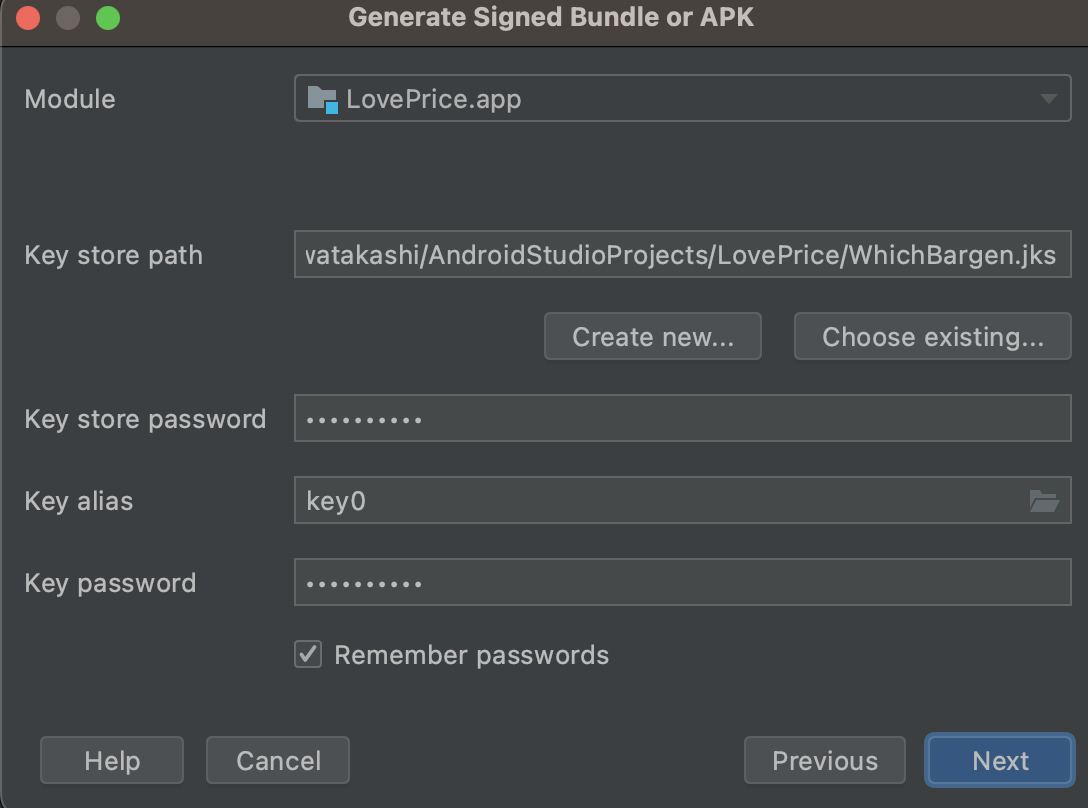 Generate Signed Bundle or APK
Module LovePrice.app
Key store path vatakashi/AndroidStudioProjects/LovePrice/WhichBargen.jks
Create new... Choose existing...
Key store password ••••••••••
Key alias key0
Key password ••••••••••
Remember passwords
Help Cancel Previous Next